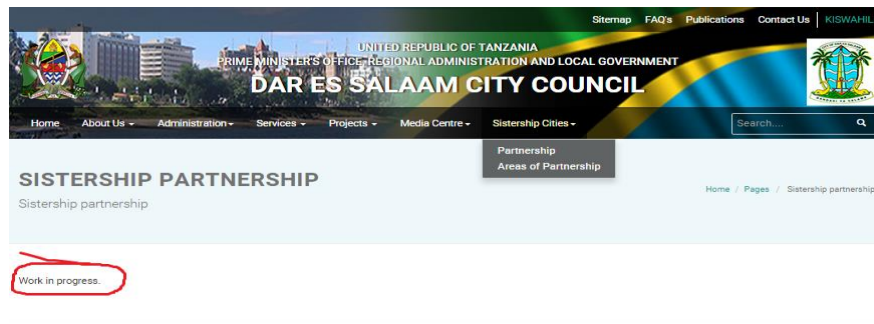 Sitemap FAQ's Publications Contact Us KISWAHIL
UNITED REPUBLIC OF TANZANIA
PRIME MINISTER'S OFFICE-REGIONAL ADMINISTRATION AND LOCAL GOVERNMENT
DAR ES SALAAM CITY COUNCIL
Home About Us Administration Services Projects Media Centre Sistership Cities Search....
Partnership
Areas of Partnership
SISTERSHIP PARTNERSHIP
Sistership partnership
Home / Pages / Sistership partnership
Work in progress.